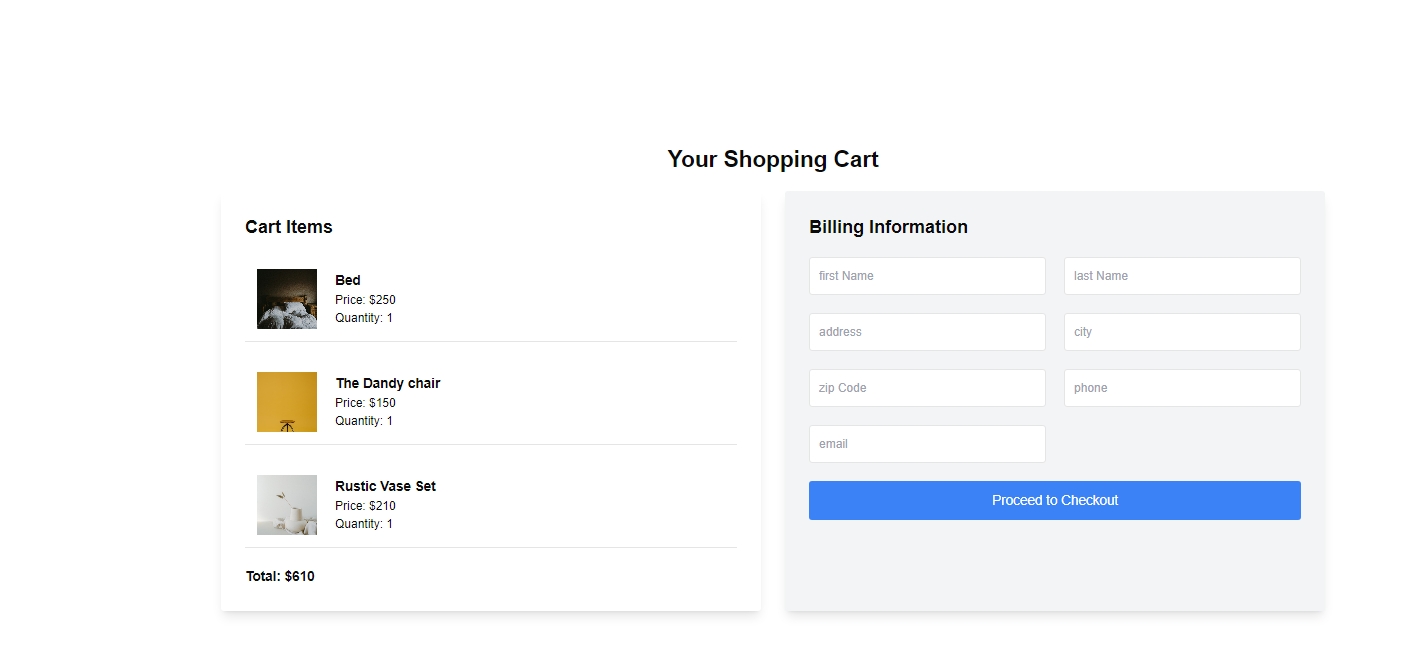 Your Shopping Cart
Cart Items
Bed
Price: $250
Quantity: 1
The Dandy chair
Price: $150
Quantity: 1
Rustic Vase Set
Price: $210
Quantity: 1
Total: $610
Billing Information
first Name
last Name
address
city
zip Code
phone
email
Proceed to Checkout